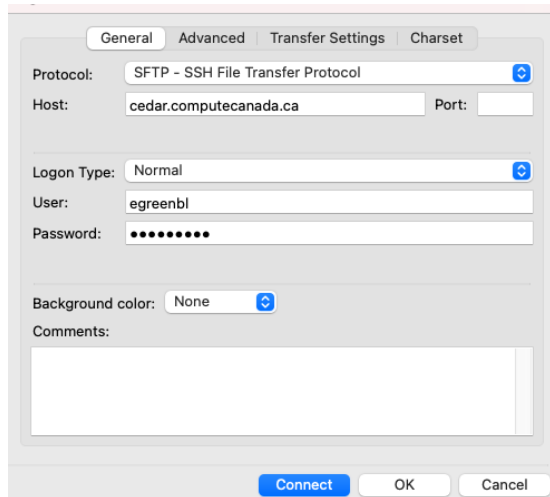 General Advanced Transfer Settings Charset
Protocol: SFTP - SSH File Transfer Protocol
Host: cedar.computecanada.ca Port:
Logon Type: Normal
User: egreenbl
Password: •••••••••
Background color: None
Comments:
Connect OK Cancel